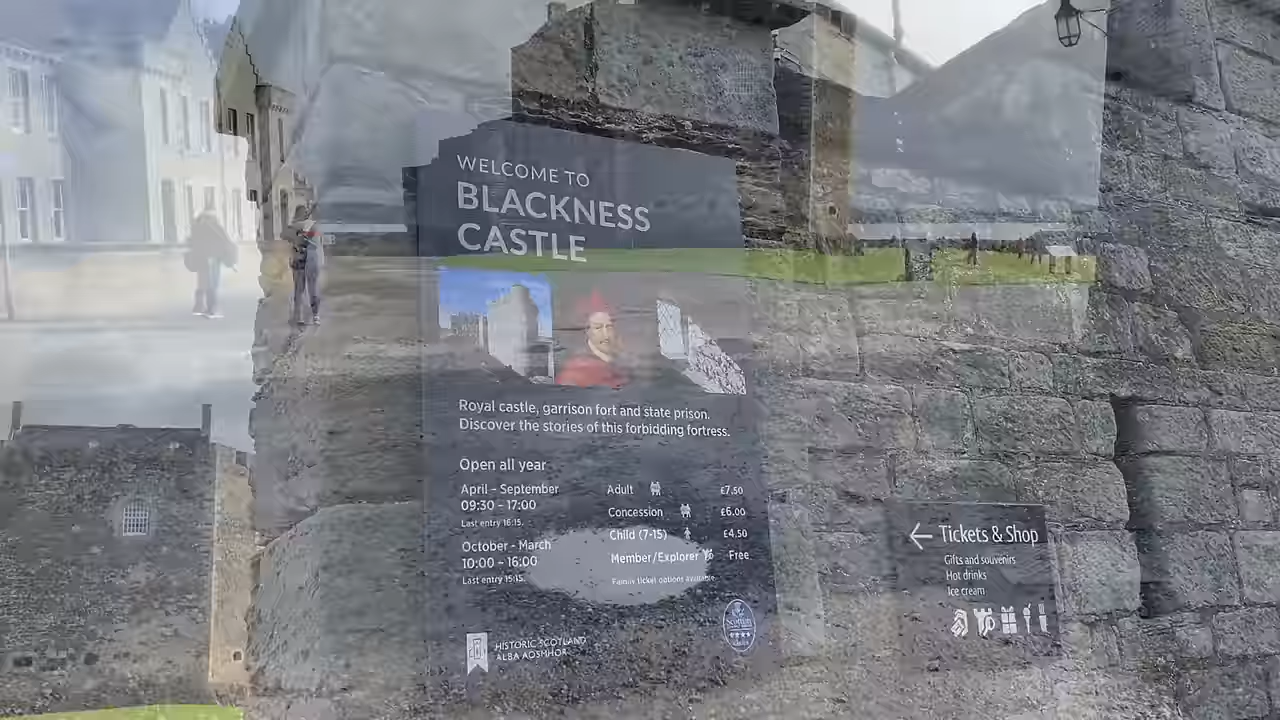 WELCOME TO
BLACKNESS
CASTLE
Royal castle, garrison fort and state prison.
Discover the stories of this forbidding fortress.
Open all year
April - September
09:30 - 17:00
Last entry 16:15.
October - March
10:00 - 16:00
Last entry 15:15.
Adult £7.50
Concession £6.00
Child (7-15) £4.50
Member/Explorer Free
Family ticket options available.
HISTORIC SCOTLAND
ALBA AOSMHOR
Scottish
Tickets & Shop
Gifts and souvenirs
Hot drinks
Ice cream